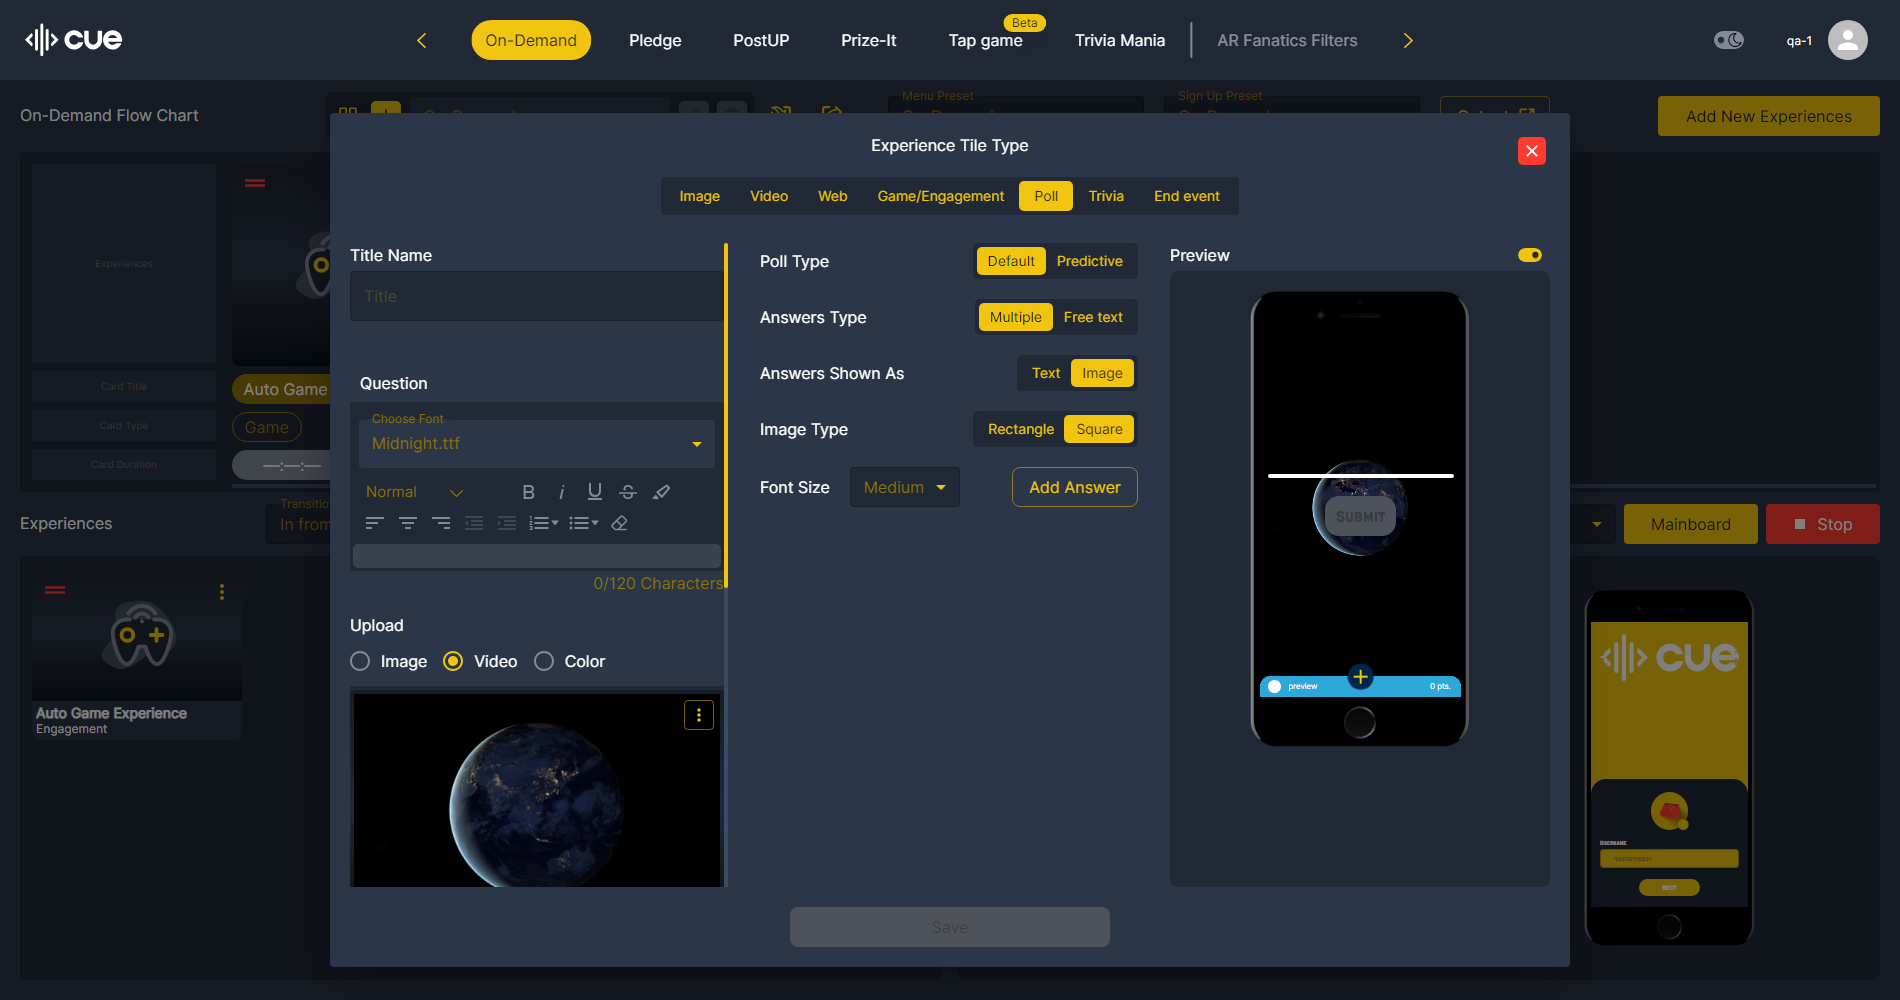 cue
On-Demand
Pledge
PostUP
Prize-It
Tap game
Beta
Trivia Mania
AR Fanatics Filters
qa-1
On-Demand Flow Chart
Menu Preset
Sign Up Preset
Add New Experiences
Experience Tile Type
Image
Video
Web
Game/Engagement
Poll
Trivia
End event
Experiences
Card Title
Card Type
Card Duration
Auto Game
Game
—:—:—
Title Name
Title
Question
Choose Font
Midnight.ttf
Normal
B
i
U
S
0/120 Characters
Upload
Image
Video
Color
Poll Type
Default
Predictive
Answers Type
Multiple
Free text
Answers Shown As
Text
Image
Image Type
Rectangle
Square
Font Size
Medium
Add Answer
Preview
SUBMIT
preview
0 pts.
Save
Experiences
Transitio
In from
Mainboard
Stop
Auto Game Experience
Engagement
cue
USERNAME
NEXT